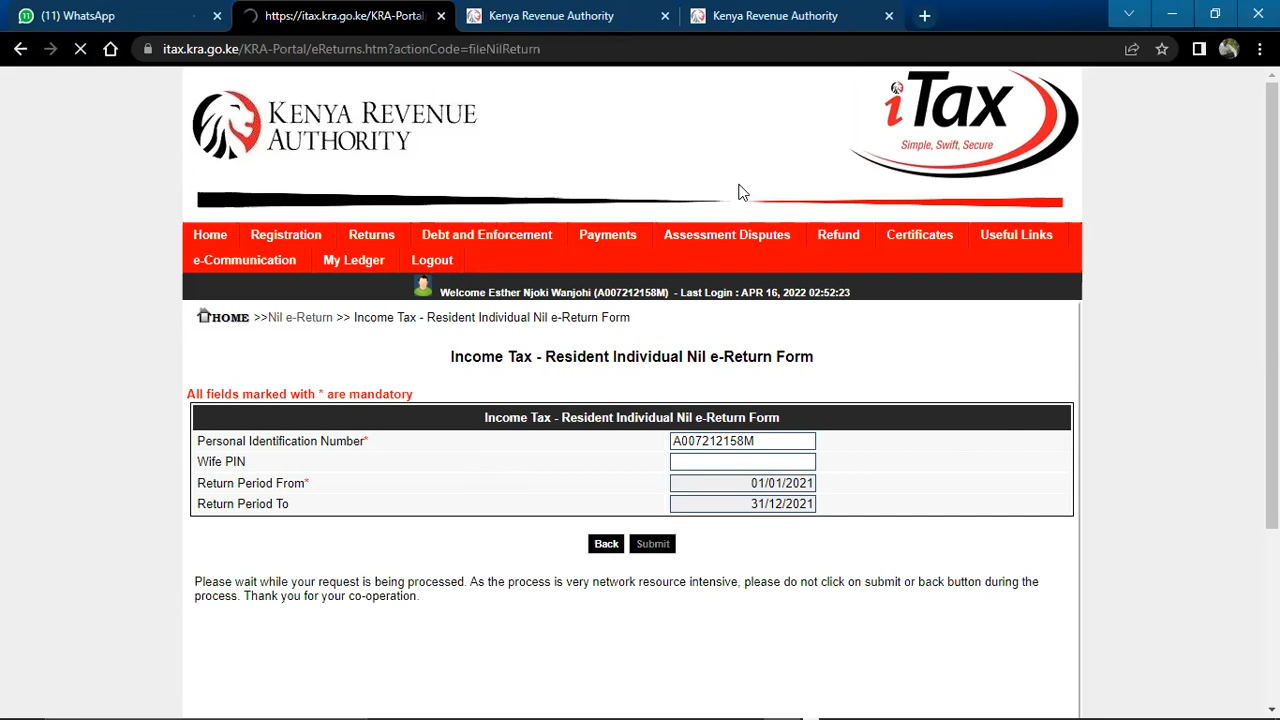 (11) WhatsApp
https://itax.kra.go.ke/KRA-Portal
Kenya Revenue Authority
Kenya Revenue Authority
itax.kra.go.ke/KRA-Portal/eReturns.htm?actionCode=fileNilReturn
KENYA REVENUE
AUTHORITY
iTax
Simple, Swift, Secure
Home Registration Returns Debt and Enforcement Payments Assessment Disputes Refund Certificates Useful Links
e-Communication My Ledger Logout
Welcome Esther Njoki Wanjohi (A007212158M) - Last Login : APR 16, 2022 02:52:23
HOME >>Nil e-Return >> Income Tax - Resident Individual Nil e-Return Form
Income Tax - Resident Individual Nil e-Return Form
All fields marked with * are mandatory
Income Tax - Resident Individual Nil e-Return Form
Personal Identification Number* A007212158M
Wife PIN
Return Period From* 01/01/2021
Return Period To 31/12/2021
Back Submit
Please wait while your request is being processed. As the process is very network resource intensive, please do not click on submit or back button during the
process. Thank you for your co-operation.